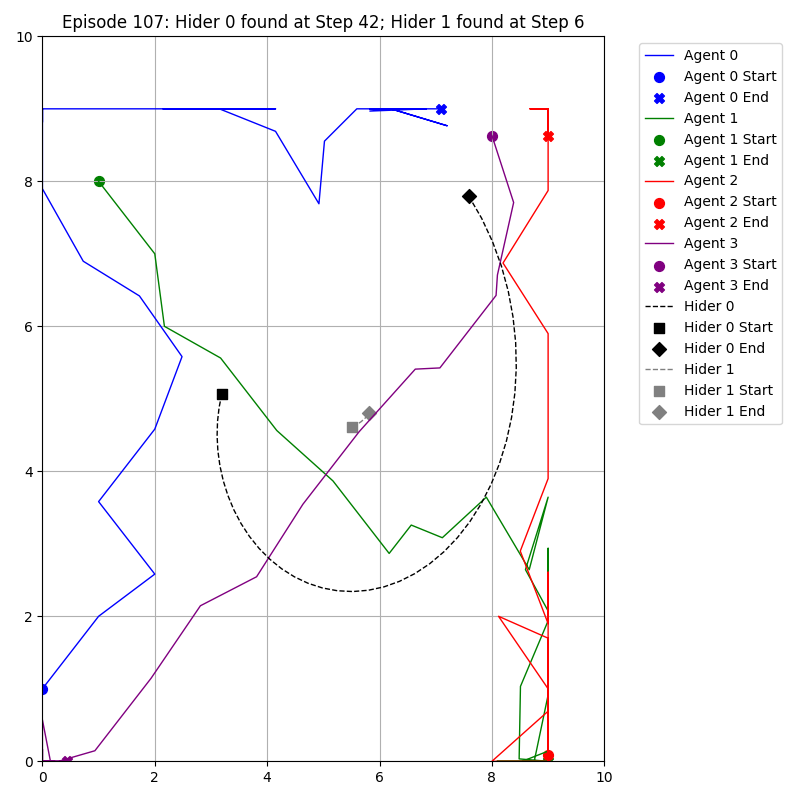 Episode 107: Hider 0 found at Step 42; Hider 1 found at Step 6
10
8
6
4
2
0
0
2
4
6
8
10
Agent 0
Agent 0 Start
Agent 0 End
Agent 1
Agent 1 Start
Agent 1 End
Agent 2
Agent 2 Start
Agent 2 End
Agent 3
Agent 3 Start
Agent 3 End
Hider 0
Hider 0 Start
Hider 0 End
Hider 1
Hider 1 Start
Hider 1 End